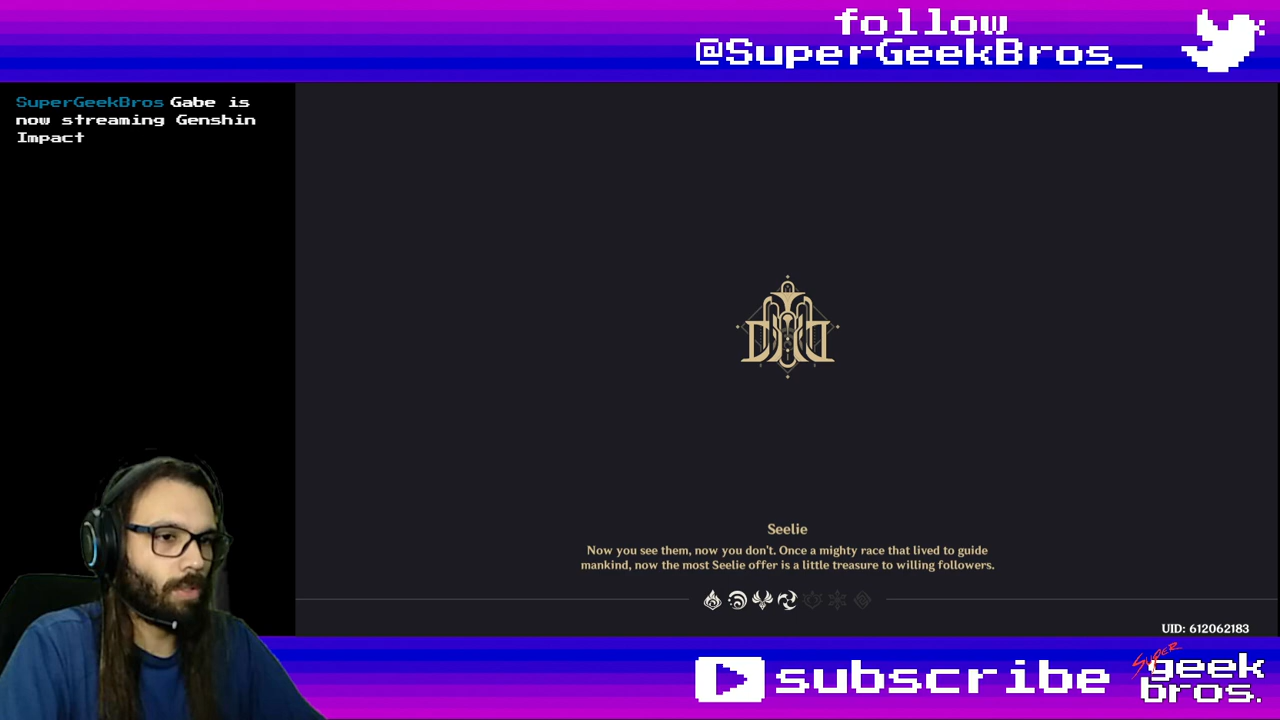 follow
@SuperGeekBros_
SuperGeekBros Gabe is
now streaming Genshin
Impact
Seelie
Now you see them, now you don't. Once a mighty race that lived to guide
mankind, now the most Seelie offer is a little treasure to willing followers.
UID: 612062183
subscribe
SUPER
geek
bros.